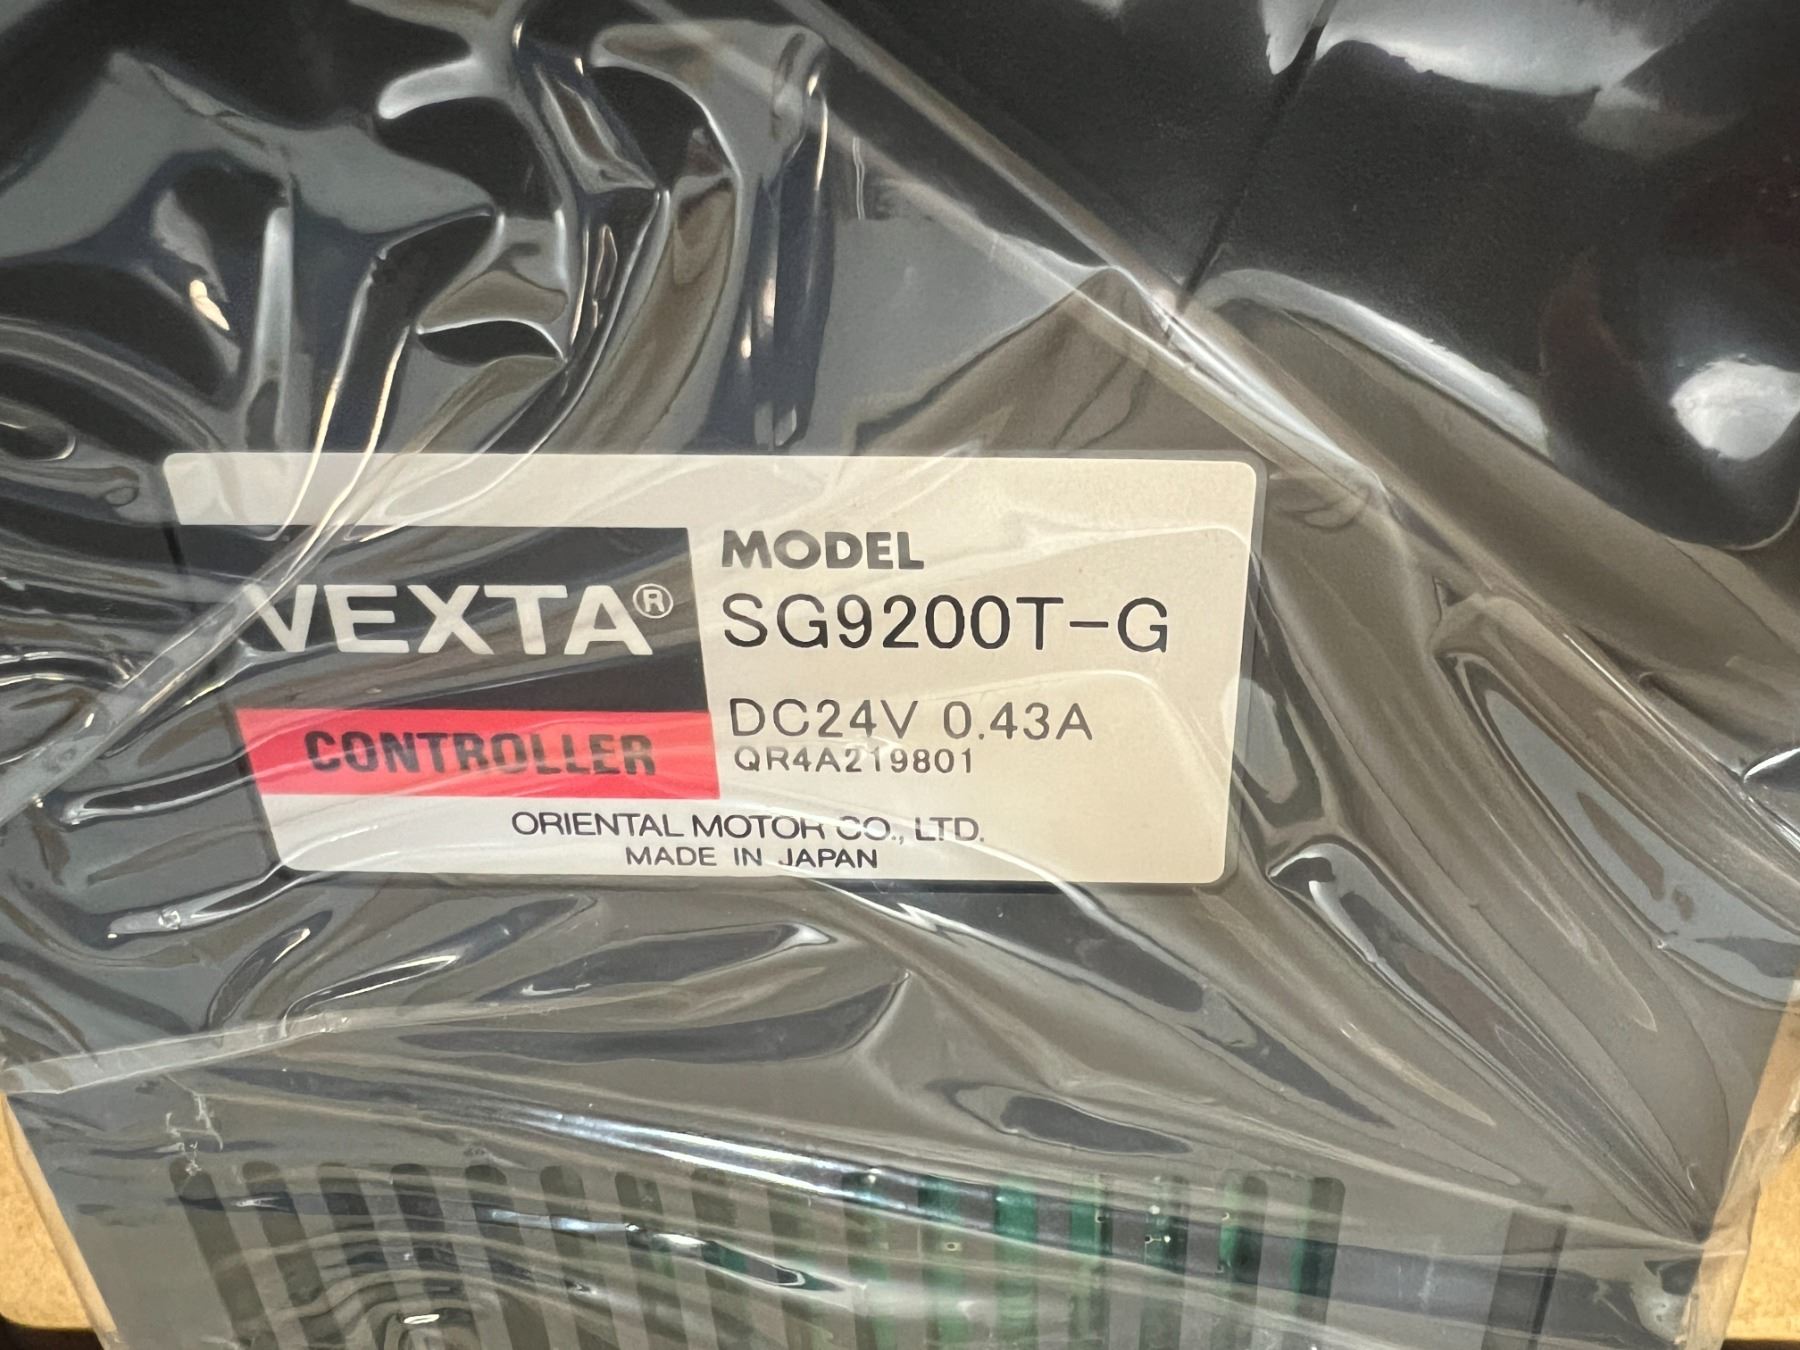 VEXTA®
CONTROLLER
MODEL
SG9200T-G
DC24V 0.43A
QR4A219801
ORIENTAL MOTOR CO., LTD.
MADE IN JAPAN